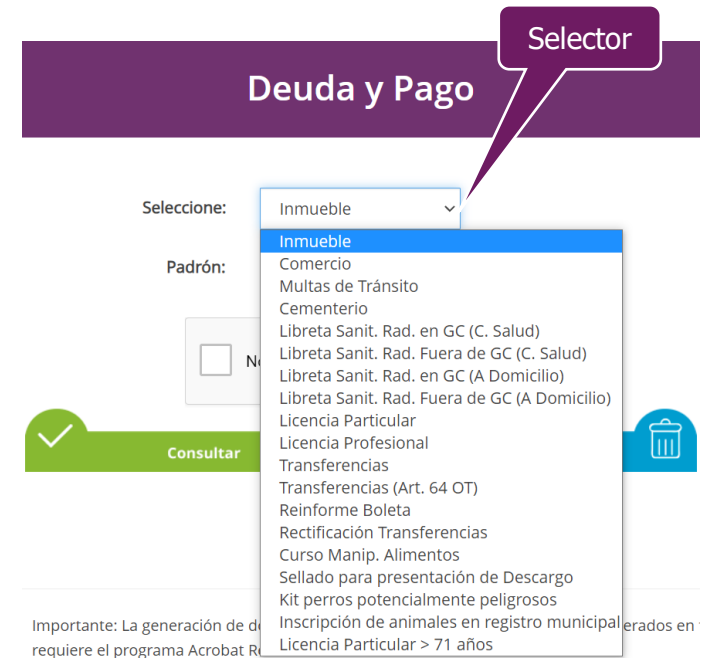 Selector
Deuda y Pago
Seleccione:
Inmueble
Padrón:
Inmueble
Comercio
Multas de Tránsito
Cementerio
Libreta Sanit. Rad. en GC (C. Salud)
Libreta Sanit. Rad. Fuera de GC (C. Salud)
Libreta Sanit. Rad. en GC (A Domicilio)
Libreta Sanit. Rad. Fuera de GC (A Domicilio)
Licencia Particular
Licencia Profesional
Transferencias
Transferencias (Art. 64 OT)
Reinforme Boleta
Rectificación Transferencias
Curso Manip. Alimentos
Sellado para presentación de Descargo
Kit perros potencialmente peligrosos
Inscripción de animales en registro municipal
Licencia Particular > 71 años
Consultar
Importante: La generación de erados en
requiere el programa Acrobat